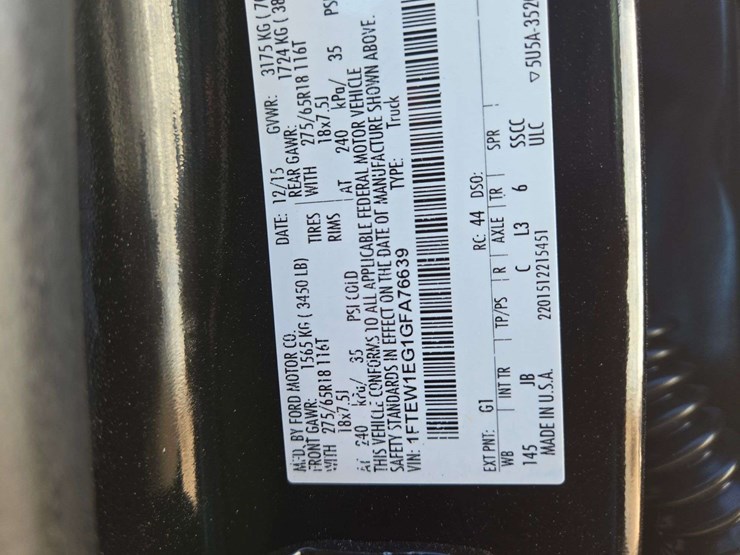 MFD. BY FORD MOTOR CO. DATE: 12/15 GVWR: 3175 KG
FRONT GAWR: 1565 KG ( 3450 LB) REAR GAWR: 1724 KG
WITH 275/65R18 116T TIRES WITH 275/65R18 116T
18x7.5J RIMS 18x7.5J
AT 240 kPa/ 35 PSI COLD AT 240 kPa/ 35
THIS VEHICLE CONFORMS TO ALL APPLICABLE FEDERAL MOTOR VEHICLE
SAFETY STANDARDS IN EFFECT ON THE DATE OF MANUFACTURE SHOWN ABOVE.
VIN: 1FTEW1EG1GFA76639 TYPE: Truck
EXT PNT: G1 RC: 44 DSO:
WB INT TR TP/PS R AXLE TR SPR
145 JB C L3 6 SSCC
MADE IN U.S.A. 2201512215451 ULC
▽5U5A-352